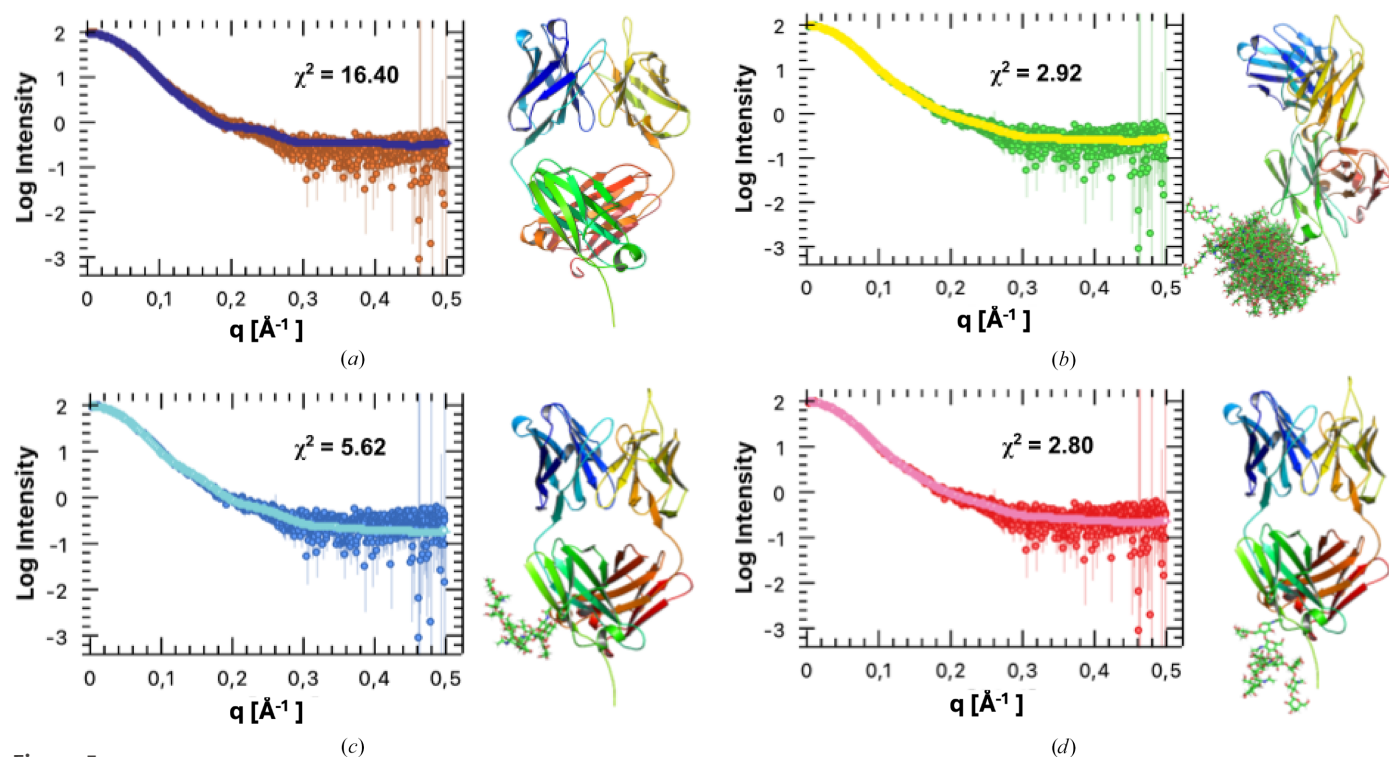 2
1
0
-1
-2
-3
Log Intensity
χ² = 16.40
0 0,1 0,2 0,3 0,4 0,5
q [Å⁻¹ ]
(a)
2
1
0
-1
-2
-3
Log Intensity
χ² = 2.92
0 0,1 0,2 0,3 0,4 0,5
q [Å⁻¹ ]
(b)
2
1
0
-1
-2
-3
Log Intensity
χ² = 5.62
0 0,1 0,2 0,3 0,4 0,5
q [Å⁻¹ ]
(c)
2
1
0
-1
-2
-3
Log Intensity
χ² = 2.80
0 0,1 0,2 0,3 0,4 0,5
q [Å⁻¹ ]
(d)